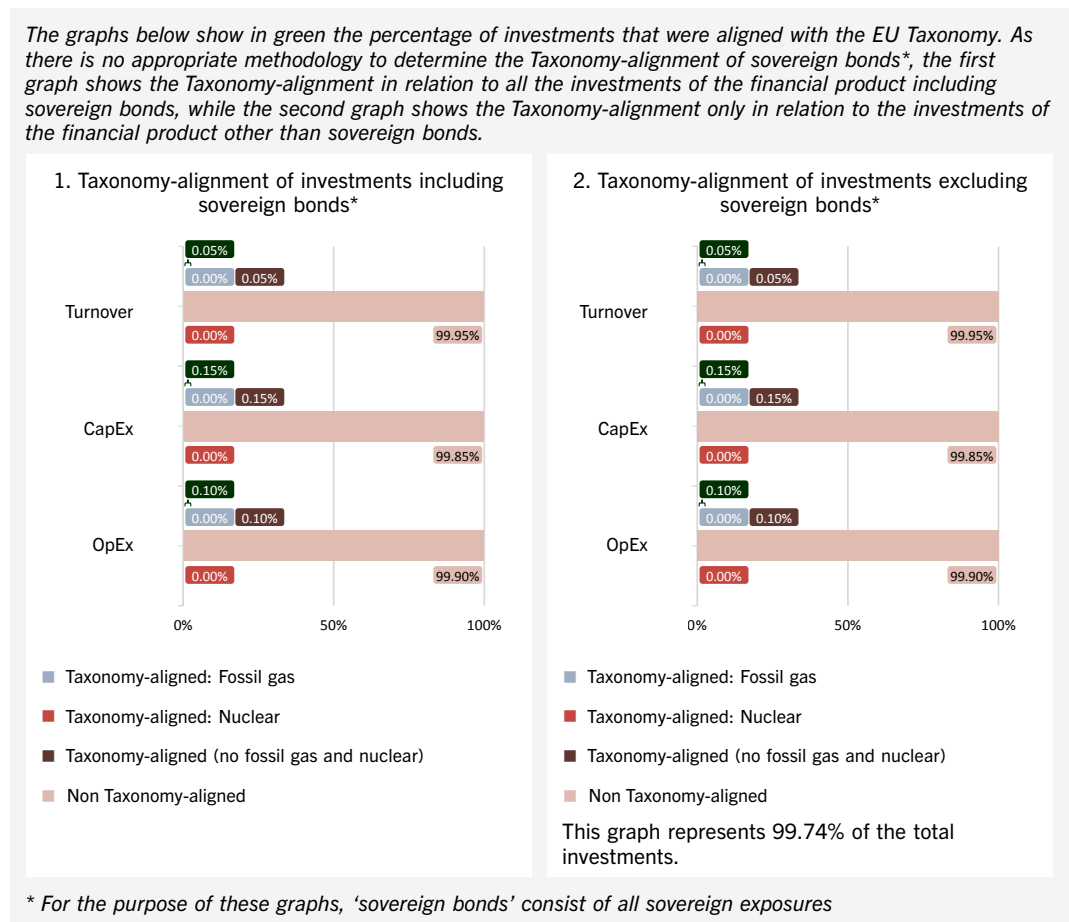 The graphs below show in green the percentage of investments that were aligned with the EU Taxonomy. As
there is no appropriate methodology to determine the Taxonomy-alignment of sovereign bonds*, the first
graph shows the Taxonomy-alignment in relation to all the investments of the financial product including
sovereign bonds, while the second graph shows the Taxonomy-alignment only in relation to the investments of
the financial product other than sovereign bonds.
1. Taxonomy-alignment of investments including
sovereign bonds*
0.05%
0.00% 0.05%
Turnover
0.00% 99.95%
0.15%
0.00% 0.15%
CapEx
0.00% 99.85%
0.10%
0.00% 0.10%
OpEx
0.00% 99.90%
0% 50% 100%
Taxonomy-aligned: Fossil gas
Taxonomy-aligned: Nuclear
Taxonomy-aligned (no fossil gas and nuclear)
Non Taxonomy-aligned
2. Taxonomy-alignment of investments excluding
sovereign bonds*
0.05%
0.00% 0.05%
Turnover
0.00% 99.95%
0.15%
0.00% 0.15%
CapEx
0.00% 99.85%
0.10%
0.00% 0.10%
OpEx
0.00% 99.90%
0% 50% 100%
Taxonomy-aligned: Fossil gas
Taxonomy-aligned: Nuclear
Taxonomy-aligned (no fossil gas and nuclear)
Non Taxonomy-aligned
This graph represents 99.74% of the total
investments.
* For the purpose of these graphs, ‘sovereign bonds’ consist of all sovereign exposures